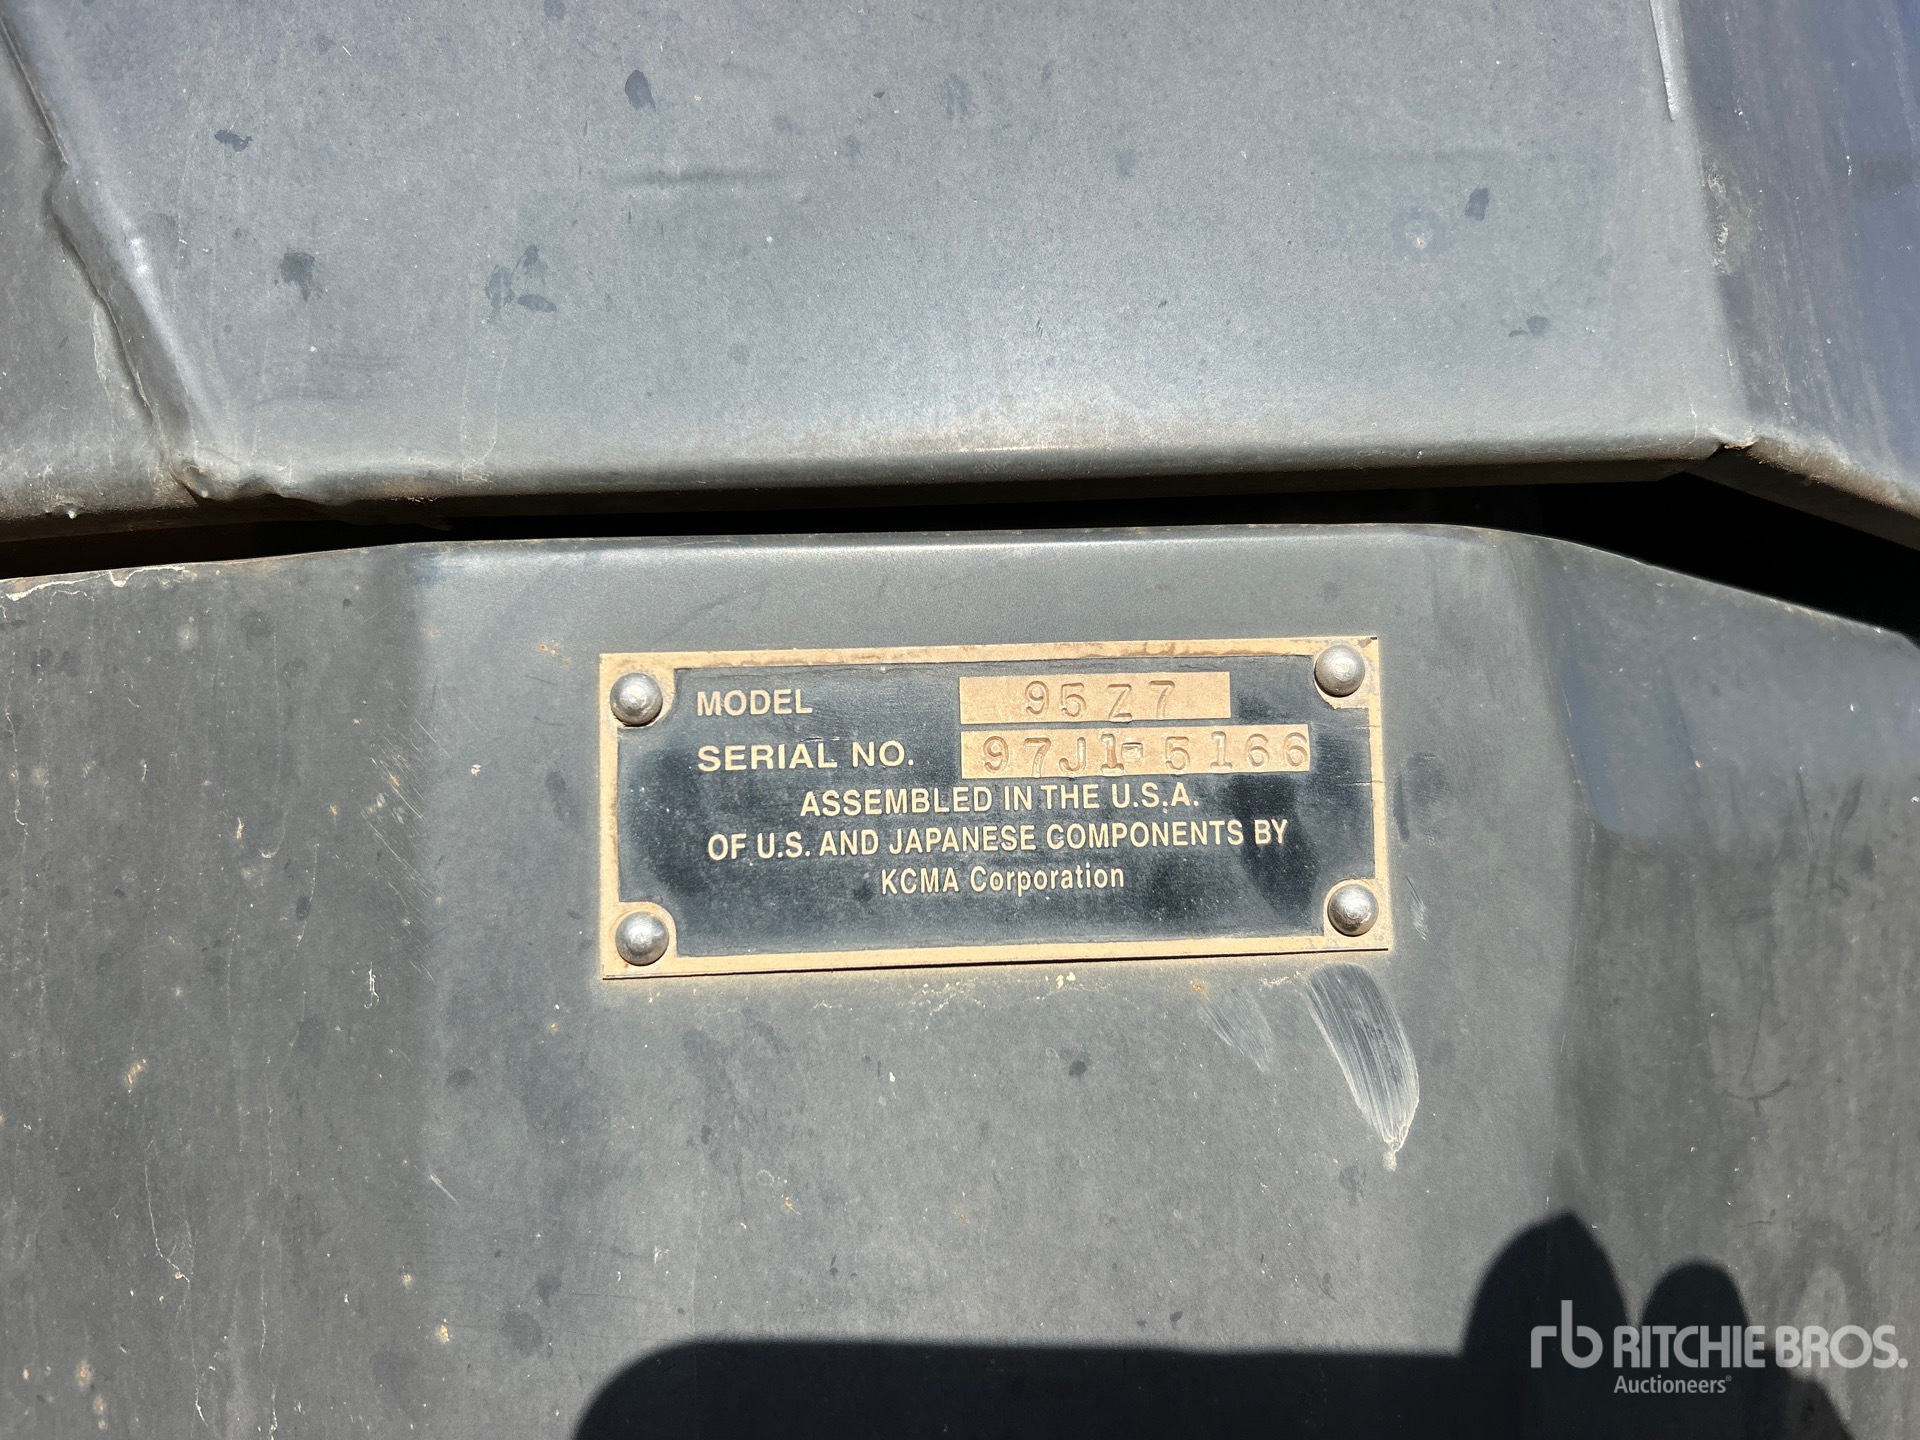 MODEL 95Z7
SERIAL NO. 97J1-5166
ASSEMBLED IN THE U.S.A.
OF U.S. AND JAPANESE COMPONENTS BY
KCMA Corporation
rb RITCHIE BROS.
Auctioneers®